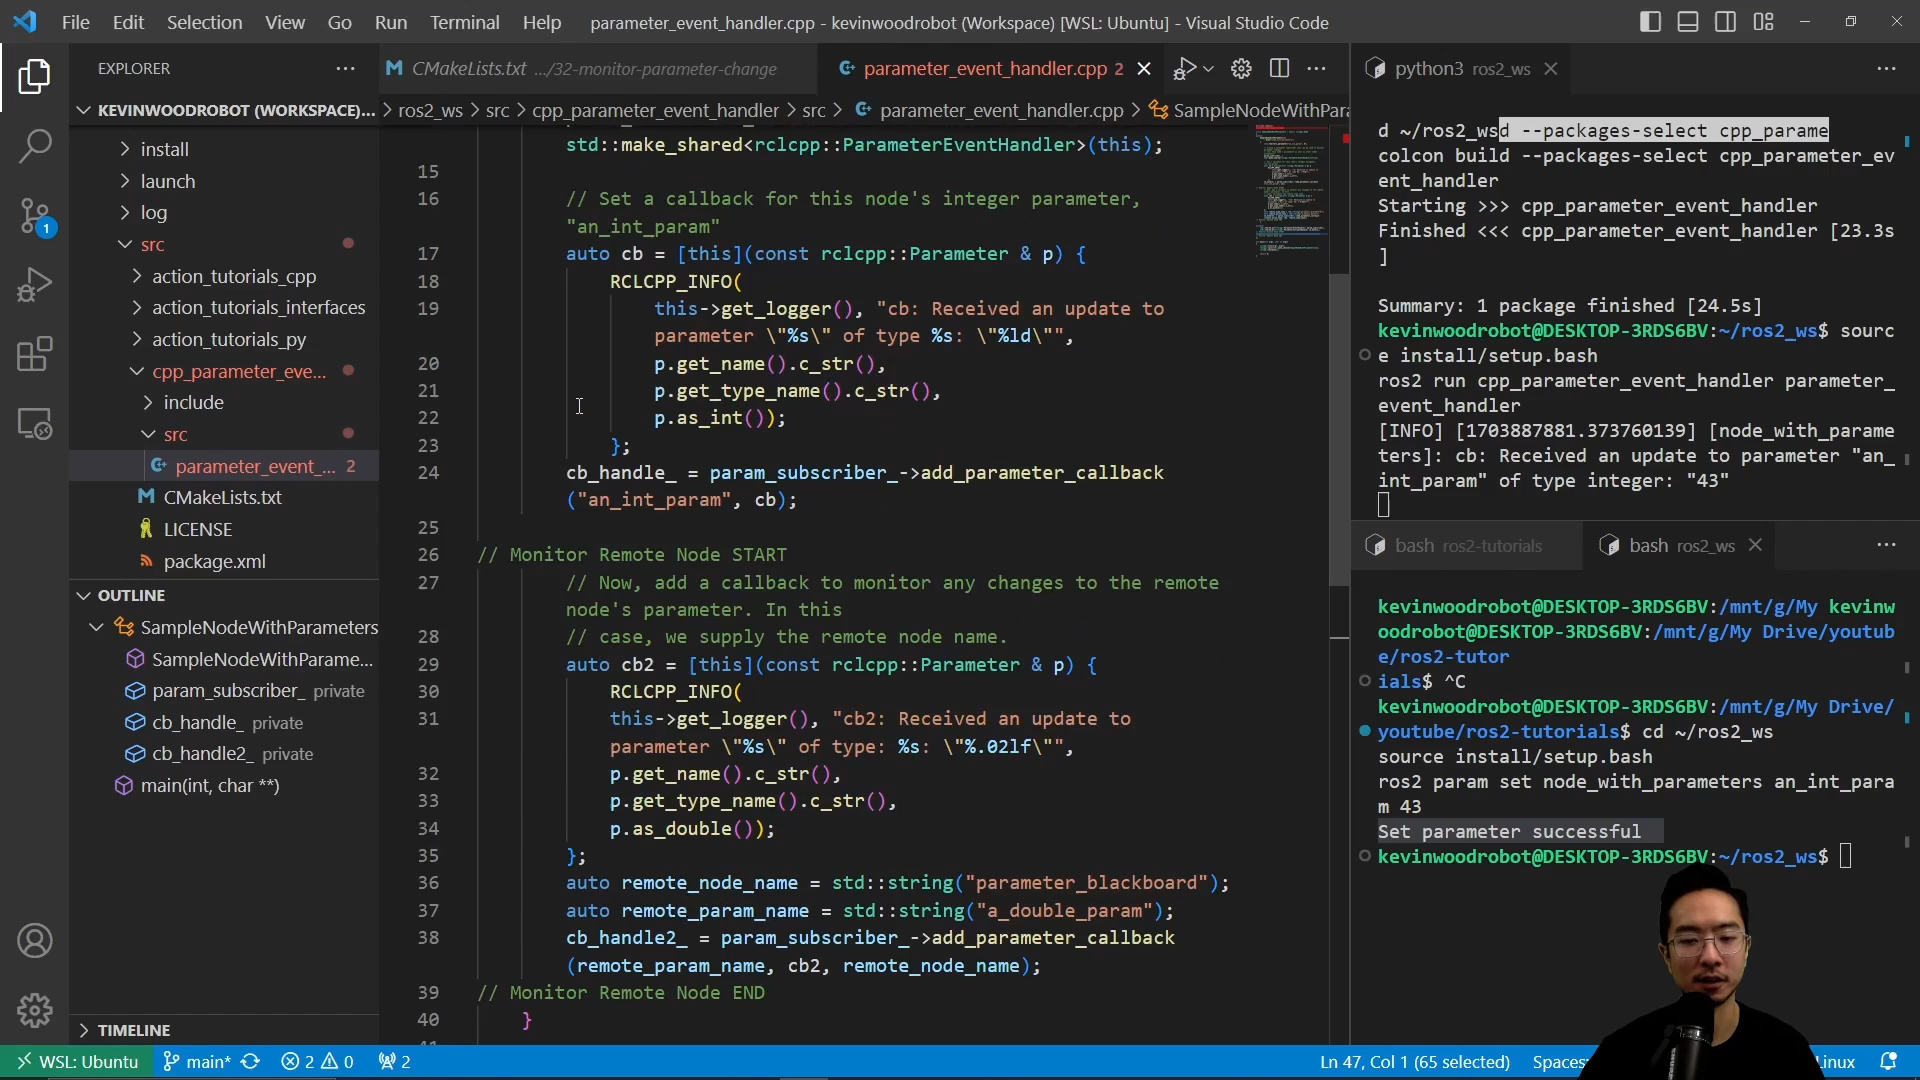 File Edit Selection View Go Run Terminal Help parameter_event_handler.cpp - kevinwoodrobot (Workspace) [WSL: Ubuntu] - Visual Studio Code
EXPLORER
KEVINWOODROBOT (WORKSPACE)...
install
launch
log
src
action_tutorials_cpp
action_tutorials_interfaces
action_tutorials_py
cpp_parameter_eve...
include
src
parameter_event_... 2
CMakeLists.txt
LICENSE
package.xml
OUTLINE
SampleNodeWithParameters
SampleNodeWithParame...
param_subscriber_ private
cb_handle_ private
cb_handle2_ private
main(int, char **)
TIMELINE
CMakeLists.txt .../32-monitor-parameter-change
parameter_event_handler.cpp 2
ros2_ws > src > cpp_parameter_event_handler > src > parameter_event_handler.cpp > SampleNodeWithPara
std::make_shared<rclcpp::ParameterEventHandler>(this);
15
16 // Set a callback for this node's integer parameter,
"an_int_param"
17 auto cb = [this](const rclcpp::Parameter & p) {
18 RCLCPP_INFO(
19 this->get_logger(), "cb: Received an update to
parameter \"%s\" of type %s: \"%ld\"",
20 p.get_name().c_str(),
21 p.get_type_name().c_str(),
22 p.as_int());
23 };
24 cb_handle_ = param_subscriber_->add_parameter_callback
("an_int_param", cb);
25
26 // Monitor Remote Node START
27 // Now, add a callback to monitor any changes to the remote
node's parameter. In this
28 // case, we supply the remote node name.
29 auto cb2 = [this](const rclcpp::Parameter & p) {
30 RCLCPP_INFO(
31 this->get_logger(), "cb2: Received an update to
parameter \"%s\" of type: %s: \"%.02lf\"",
32 p.get_name().c_str(),
33 p.get_type_name().c_str(),
34 p.as_double());
35 };
36 auto remote_node_name = std::string("parameter_blackboard");
37 auto remote_param_name = std::string("a_double_param");
38 cb_handle2_ = param_subscriber_->add_parameter_callback
(remote_param_name, cb2, remote_node_name);
39 // Monitor Remote Node END
40 }
python3 ros2_ws
d ~/ros2_wsd --packages-select cpp_parame
colcon build --packages-select cpp_parameter_ev
ent_handler
Starting >>> cpp_parameter_event_handler
Finished <<< cpp_parameter_event_handler [23.3s
]
Summary: 1 package finished [24.5s]
kevinwoodrobot@DESKTOP-3RDS6BV:~/ros2_ws$ sourc
e install/setup.bash
ros2 run cpp_parameter_event_handler parameter_
event_handler
[INFO] [1703887881.373760139] [node_with_parame
ters]: cb: Received an update to parameter "an_
int_param" of type integer: "43"
bash ros2-tutorials
bash ros2_ws
kevinwoodrobot@DESKTOP-3RDS6BV:/mnt/g/My kevinw
oodrobot@DESKTOP-3RDS6BV:/mnt/g/My Drive/youtub
e/ros2-tutor
ials$ ^C
kevinwoodrobot@DESKTOP-3RDS6BV:/mnt/g/My Drive/
youtube/ros2-tutorials$ cd ~/ros2_ws
source install/setup.bash
ros2 param set node_with_parameters an_int_para
m 43
Set parameter successful
kevinwoodrobot@DESKTOP-3RDS6BV:~/ros2_ws$
1
WSL: Ubuntu main* 2 0 2 Ln 47, Col 1 (65 selected) Spaces: Linux